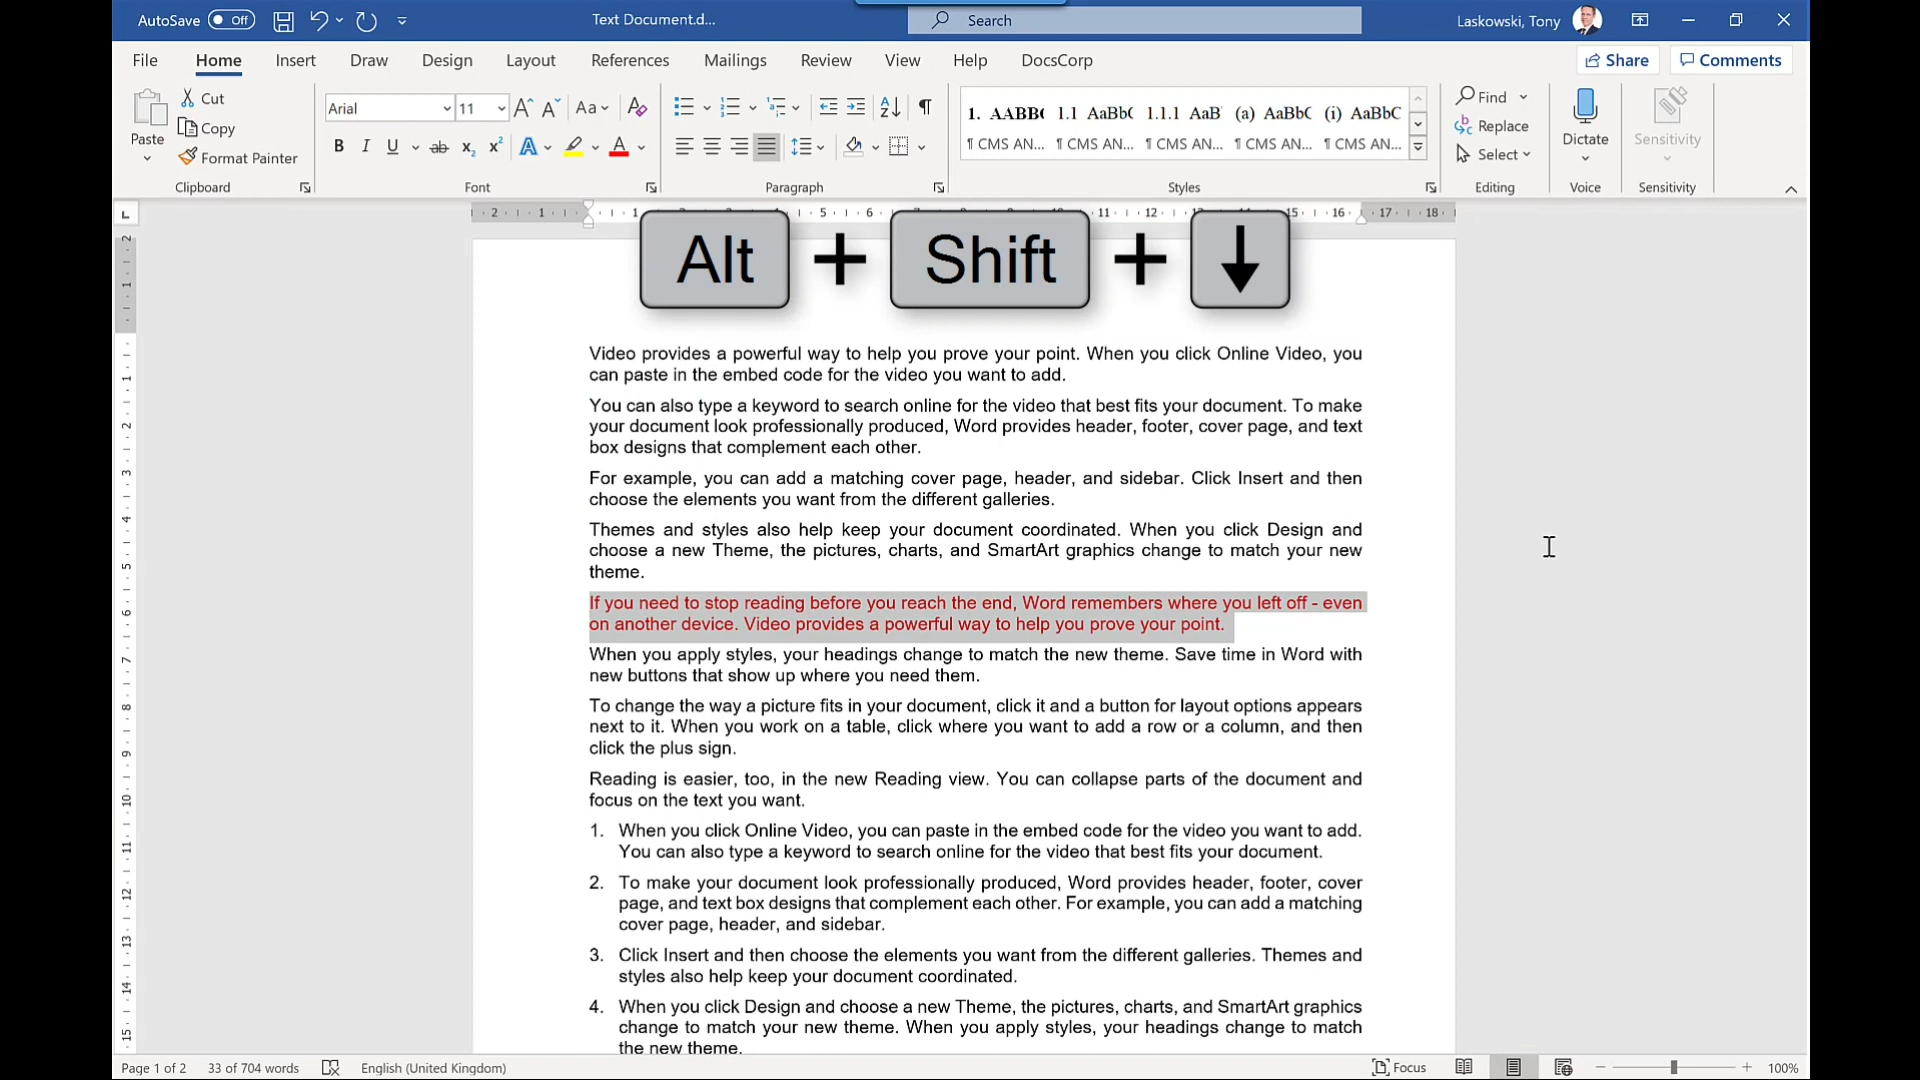 AutoSave Off Text Document.d... Search Laskowski, Tony
File Home Insert Draw Design Layout References Mailings Review View Help DocsCorp Share Comments
Paste Cut Copy Format Painter
Clipboard
Arial 11 Aa
B I U ab x₂ x² A A
Font
Paragraph
1. AABBC 1.1 AaBbC 1.1.1 AaB (a) AaBbC (i) AaBbC
¶ CMS AN... ¶ CMS AN... ¶ CMS AN... ¶ CMS AN... ¶ CMS AN...
Styles
Find
Replace
Select
Editing
Dictate
Voice
Sensitivity
Sensitivity
2 1 1 5 6 11 12 15 16 17 18
Alt + Shift + ↓
Video provides a powerful way to help you prove your point. When you click Online Video, you
can paste in the embed code for the video you want to add.
You can also type a keyword to search online for the video that best fits your document. To make
your document look professionally produced, Word provides header, footer, cover page, and text
box designs that complement each other.
For example, you can add a matching cover page, header, and sidebar. Click Insert and then
choose the elements you want from the different galleries.
Themes and styles also help keep your document coordinated. When you click Design and
choose a new Theme, the pictures, charts, and SmartArt graphics change to match your new
theme.
If you need to stop reading before you reach the end, Word remembers where you left off - even
on another device. Video provides a powerful way to help you prove your point.
When you apply styles, your headings change to match the new theme. Save time in Word with
new buttons that show up where you need them.
To change the way a picture fits in your document, click it and a button for layout options appears
next to it. When you work on a table, click where you want to add a row or a column, and then
click the plus sign.
Reading is easier, too, in the new Reading view. You can collapse parts of the document and
focus on the text you want.
1. When you click Online Video, you can paste in the embed code for the video you want to add.
You can also type a keyword to search online for the video that best fits your document.
2. To make your document look professionally produced, Word provides header, footer, cover
page, and text box designs that complement each other. For example, you can add a matching
cover page, header, and sidebar.
3. Click Insert and then choose the elements you want from the different galleries. Themes and
styles also help keep your document coordinated.
4. When you click Design and choose a new Theme, the pictures, charts, and SmartArt graphics
change to match your new theme. When you apply styles, your headings change to match
the new theme.
Page 1 of 2 33 of 704 words English (United Kingdom) Focus 100%